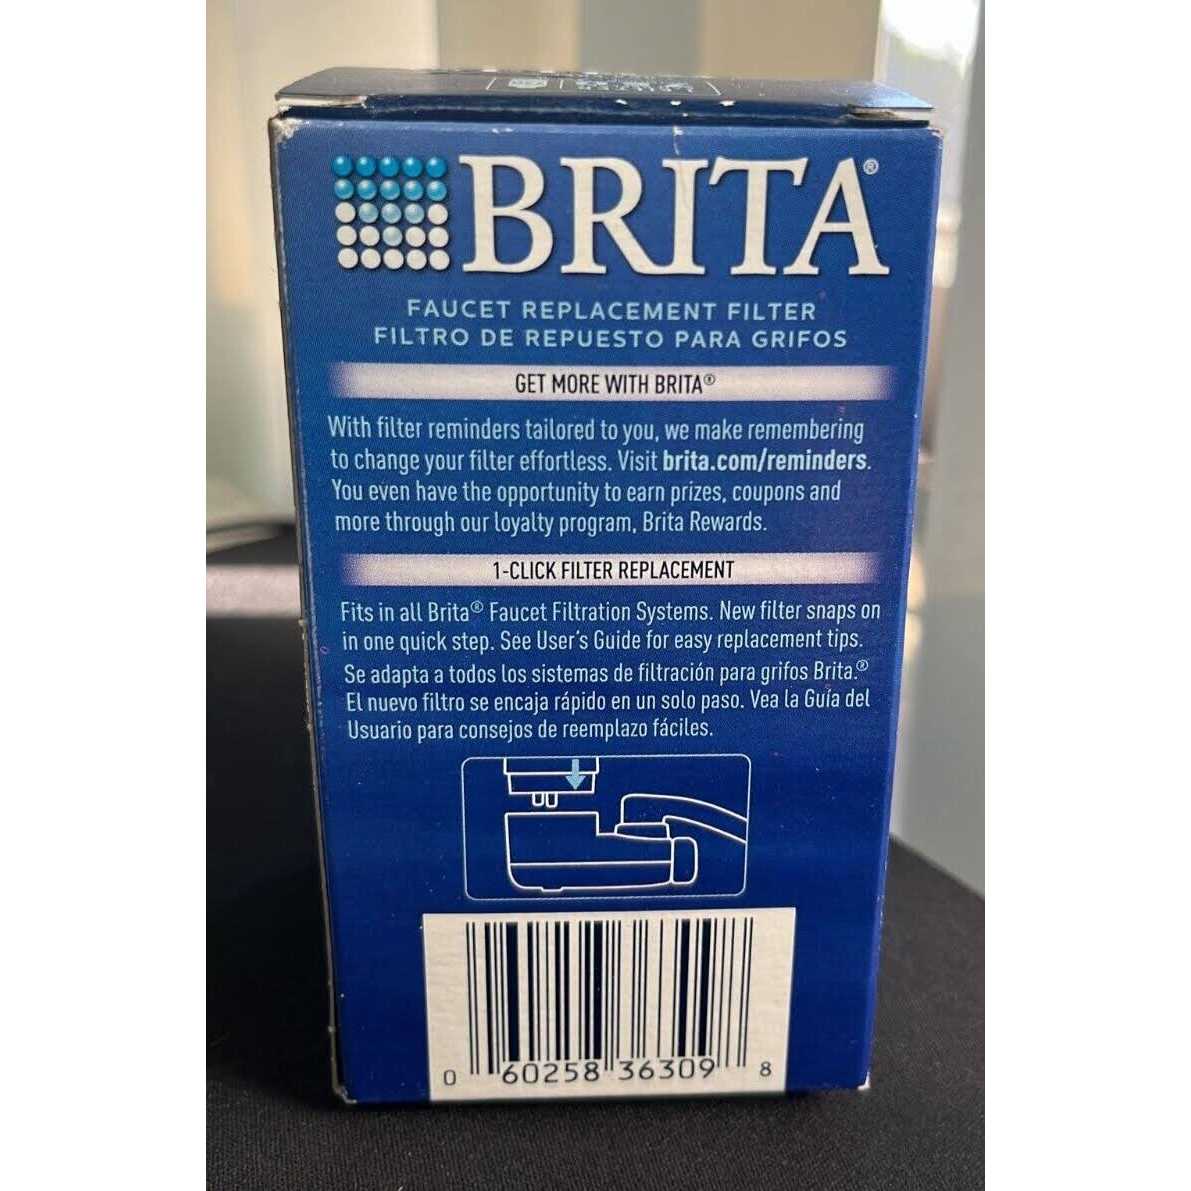 BRITA®
FAUCET REPLACEMENT FILTER
FILTRO DE REPUESTO PARA GRIFOS
GET MORE WITH BRITA®
With filter reminders tailored to you, we make remembering
to change your filter effortless. Visit brita.com/reminders.
You even have the opportunity to earn prizes, coupons and
more through our loyalty program, Brita Rewards.
1-CLICK FILTER REPLACEMENT
Fits in all Brita® Faucet Filtration Systems. New filter snaps on
in one quick step. See User's Guide for easy replacement tips.
Se adapta a todos los sistemas de filtración para grifos Brita.®
El nuevo filtro se encaja rápido en un solo paso. Vea la Guía del
Usuario para consejos de reemplazo fáciles.
0 60258 36309 8